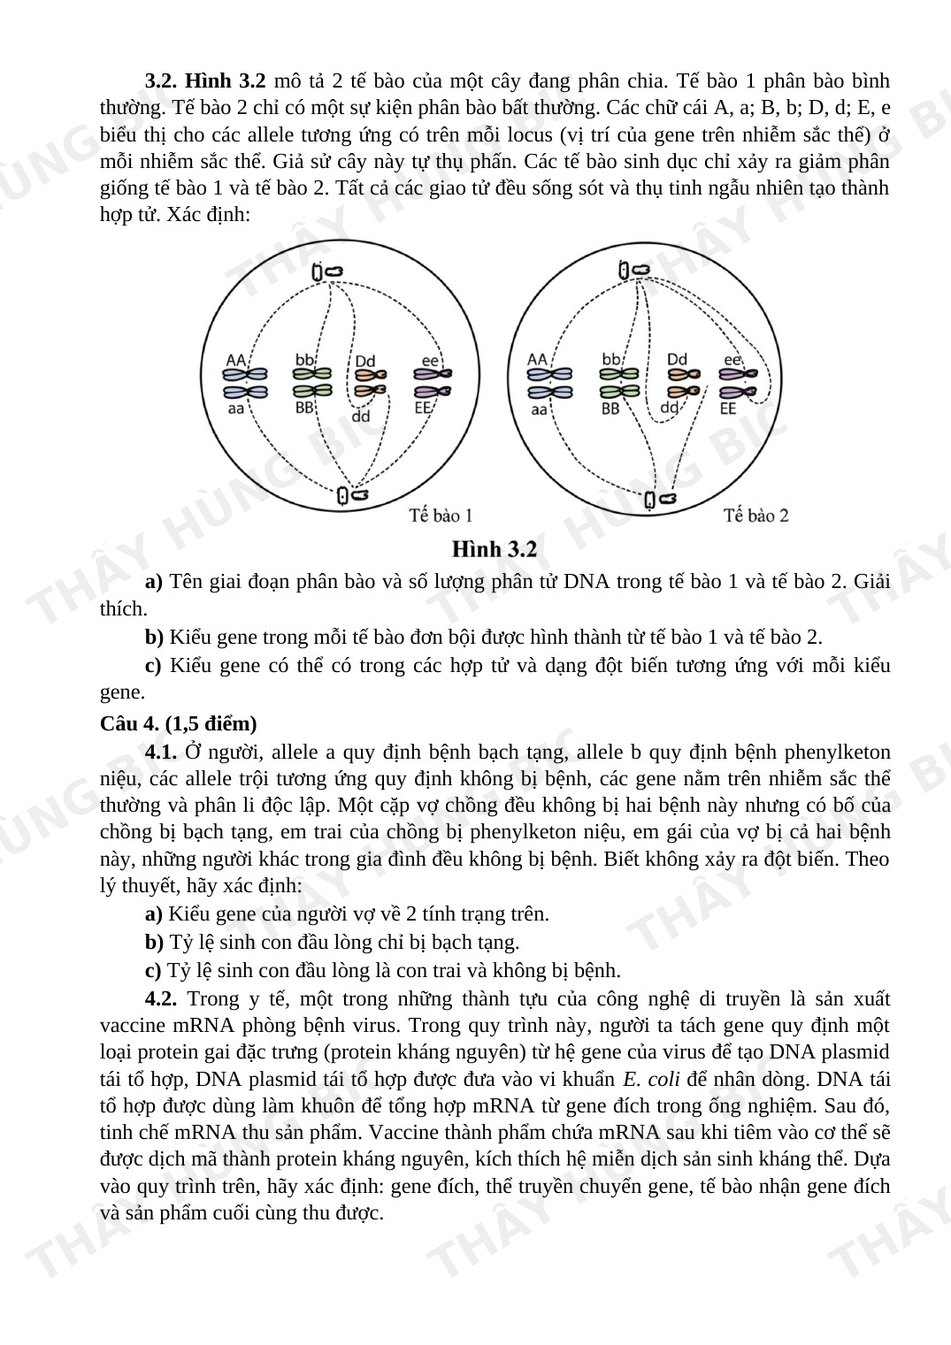 3.2. Hình 3.2 mô tả 2 tế bào của một cây đang phân chia. Tế bào 1 phân bào bình
thường. Tế bào 2 chỉ có một sự kiện phân bào bất thường. Các chữ cái A, a; B, b; D, d; E, e
biểu thị cho các allele tương ứng có trên mỗi locus (vị trí của gene trên nhiễm sắc thể) ở
mỗi nhiễm sắc thể. Giả sử cây này tự thụ phấn. Các tế bào sinh dục chỉ xảy ra giảm phân
giống tế bào 1 và tế bào 2. Tất cả các giao tử đều sống sót và thụ tinh ngẫu nhiên tạo thành
hợp tử. Xác định:
AA bb Dd ee
aa BB dd EE
Tế bào 1
AA bb Dd ee
aa BB dd EE
Tế bào 2
Hình 3.2
a) Tên giai đoạn phân bào và số lượng phân tử DNA trong tế bào 1 và tế bào 2. Giải
thích.
b) Kiểu gene trong mỗi tế bào đơn bội được hình thành từ tế bào 1 và tế bào 2.
c) Kiểu gene có thể có trong các hợp tử và dạng đột biến tương ứng với mỗi kiểu
gene.
Câu 4. (1,5 điểm)
4.1. Ở người, allele a quy định bệnh bạch tạng, allele b quy định bệnh phenylketon
niệu, các allele trội tương ứng quy định không bị bệnh, các gene nằm trên nhiễm sắc thể
thường và phân li độc lập. Một cặp vợ chồng đều không bị hai bệnh này nhưng có bố của
chồng bị bạch tạng, em trai của chồng bị phenylketon niệu, em gái của vợ bị cả hai bệnh
này, những người khác trong gia đình đều không bị bệnh. Biết không xảy ra đột biến. Theo
lý thuyết, hãy xác định:
a) Kiểu gene của người vợ về 2 tính trạng trên.
b) Tỷ lệ sinh con đầu lòng chỉ bị bạch tạng.
c) Tỷ lệ sinh con đầu lòng là con trai và không bị bệnh.
4.2. Trong y tế, một trong những thành tựu của công nghệ di truyền là sản xuất
vaccine mRNA phòng bệnh virus. Trong quy trình này, người ta tách gene quy định một
loại protein gai đặc trưng (protein kháng nguyên) từ hệ gene của virus để tạo DNA plasmid
tái tổ hợp, DNA plasmid tái tổ hợp được đưa vào vi khuẩn E. coli để nhân dòng. DNA tái
tổ hợp được dùng làm khuôn để tổng hợp mRNA từ gene đích trong ống nghiệm. Sau đó,
tinh chế mRNA thu sản phẩm. Vaccine thành phẩm chứa mRNA sau khi tiêm vào cơ thể sẽ
được dịch mã thành protein kháng nguyên, kích thích hệ miễn dịch sản sinh kháng thể. Dựa
vào quy trình trên, hãy xác định: gene đích, thể truyền chuyển gene, tế bào nhận gene đích
và sản phẩm cuối cùng thu được.
THẦY HÙNG BIC